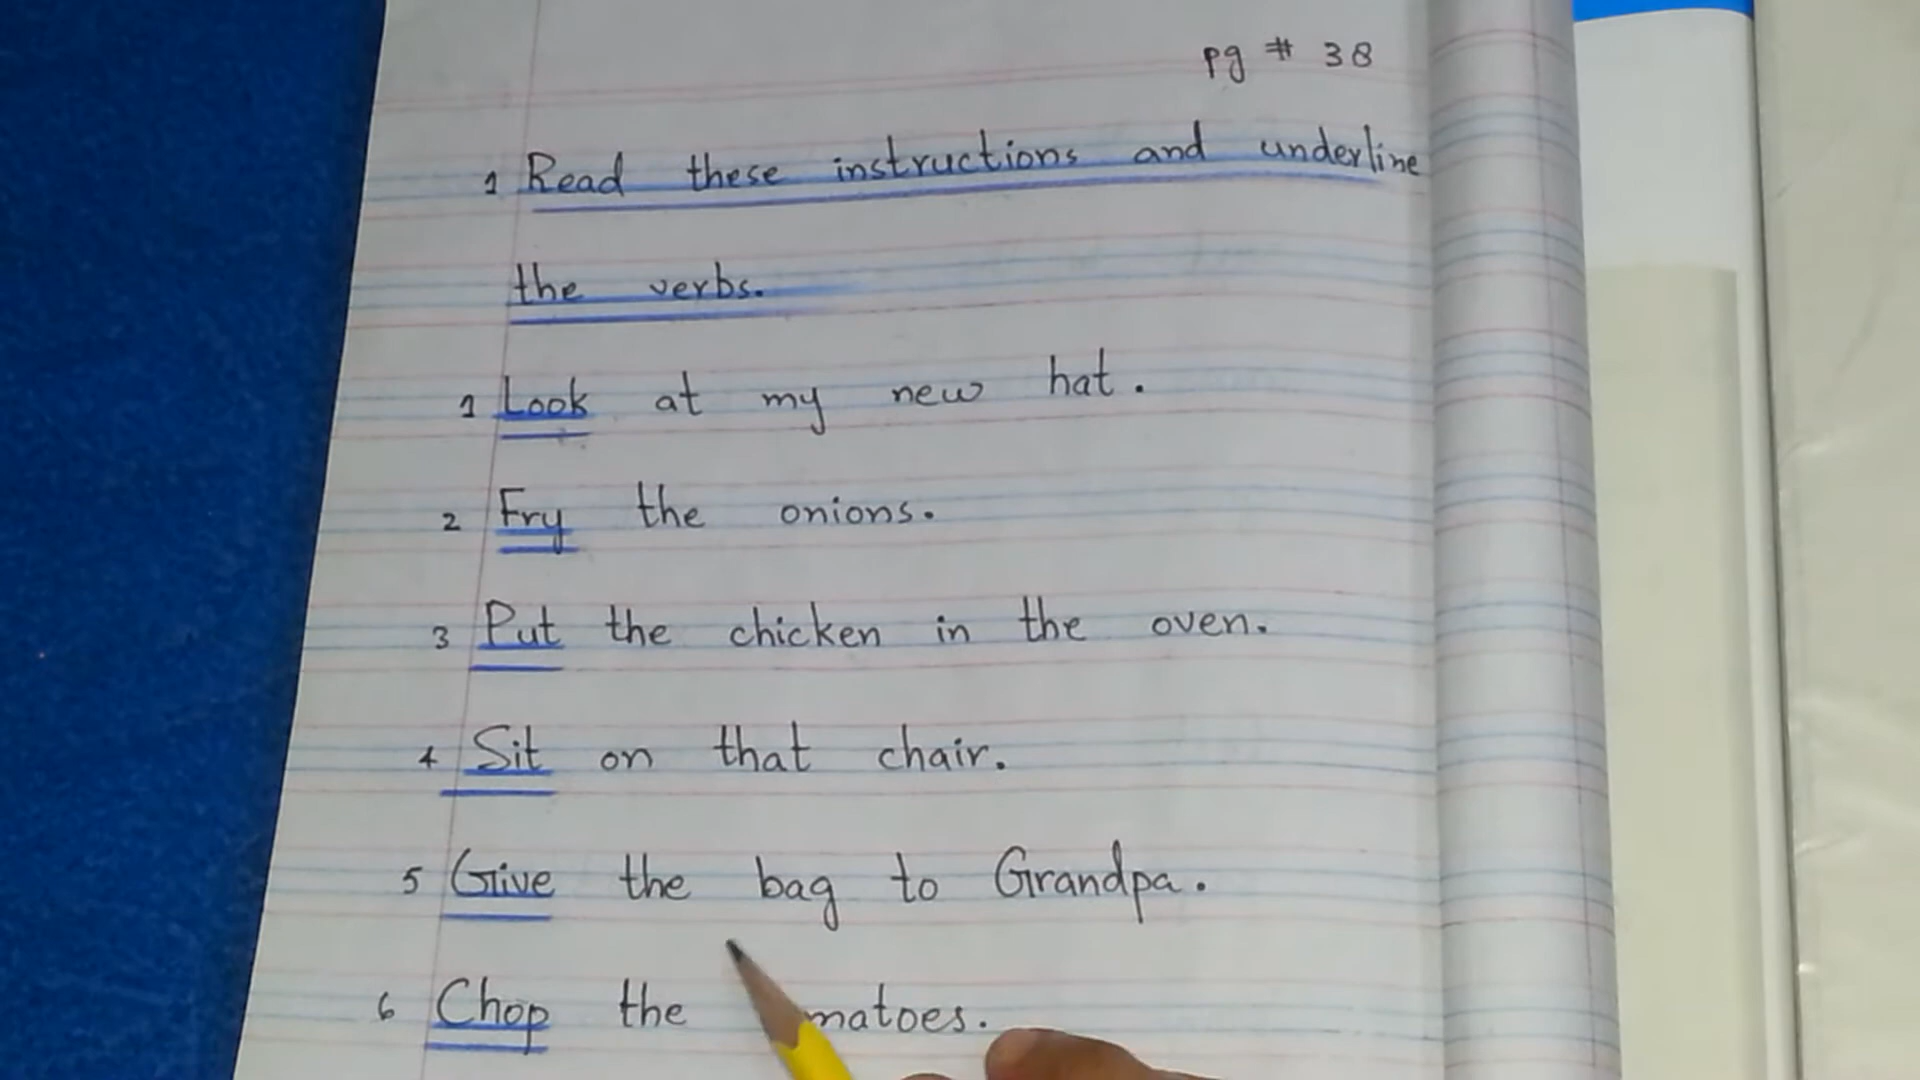 pg # 38
1 Read these instructions and underline
the verbs.
1 Look at my new hat.
2 Fry the onions.
3 Put the chicken in the oven.
4 Sit on that chair.
5 Give the bag to Grandpa.
6 Chop the matoes.